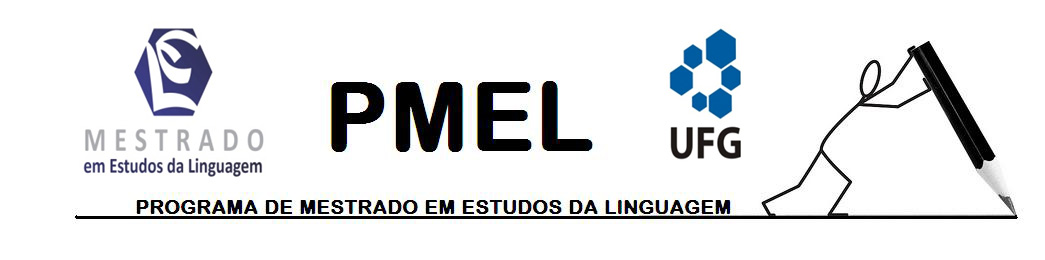 MESTRADO
em Estudos da Linguagem
PMEL
UFG
PROGRAMA DE MESTRADO EM ESTUDOS DA LINGUAGEM